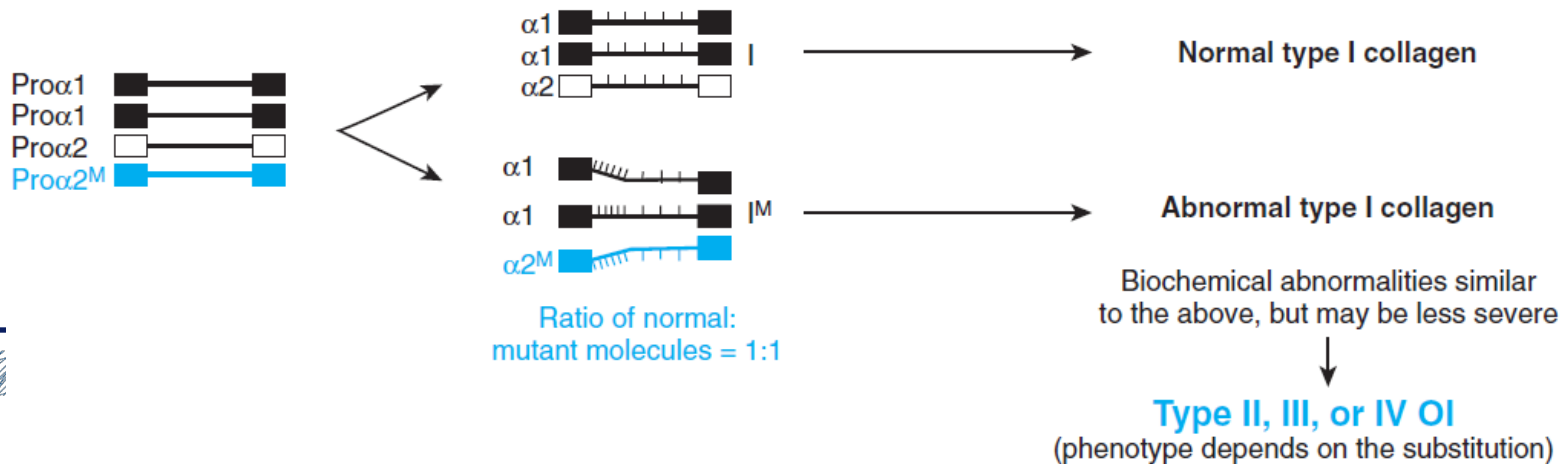 Proα1
Proα1
Proα2
Proα2ᴹ
α1
α1
α2
I
Normal type I collagen
α1
α1
α2ᴹ
Iᴹ
Ratio of normal:
mutant molecules = 1:1
Abnormal type I collagen
Biochemical abnormalities similar
to the above, but may be less severe
Type II, III, or IV OI
(phenotype depends on the substitution)